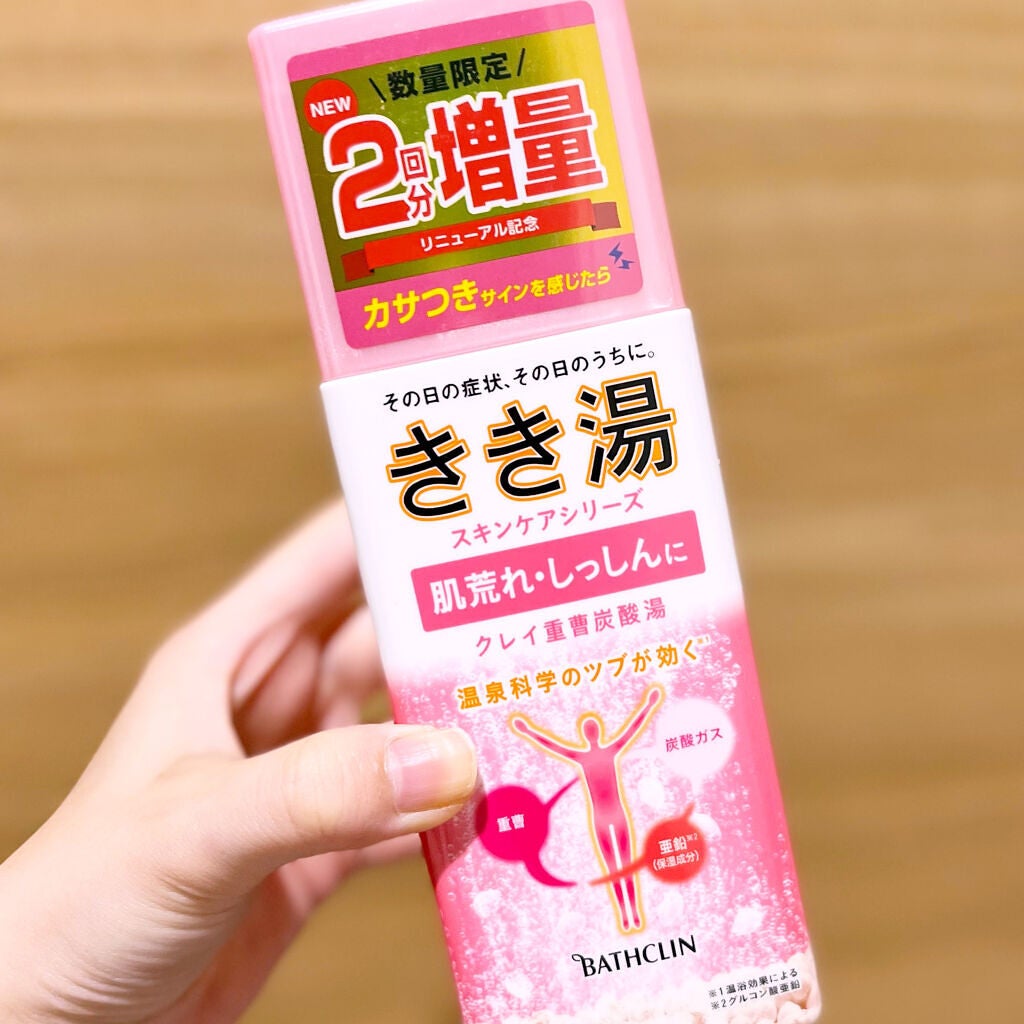 \数量限定/
NEW
2回分増量
リニューアル記念
カサつきサインを感じたら
その日の症状、その日のうちに。
きき湯
スキンケアシリーズ
肌荒れ・しっしんに
クレイ重曹炭酸湯
温泉科学のツブが効く※1
炭酸ガス
重曹
亜鉛※2
(保湿成分)
BATHCLIN
※1温浴効果による
※2グルコン酸亜鉛